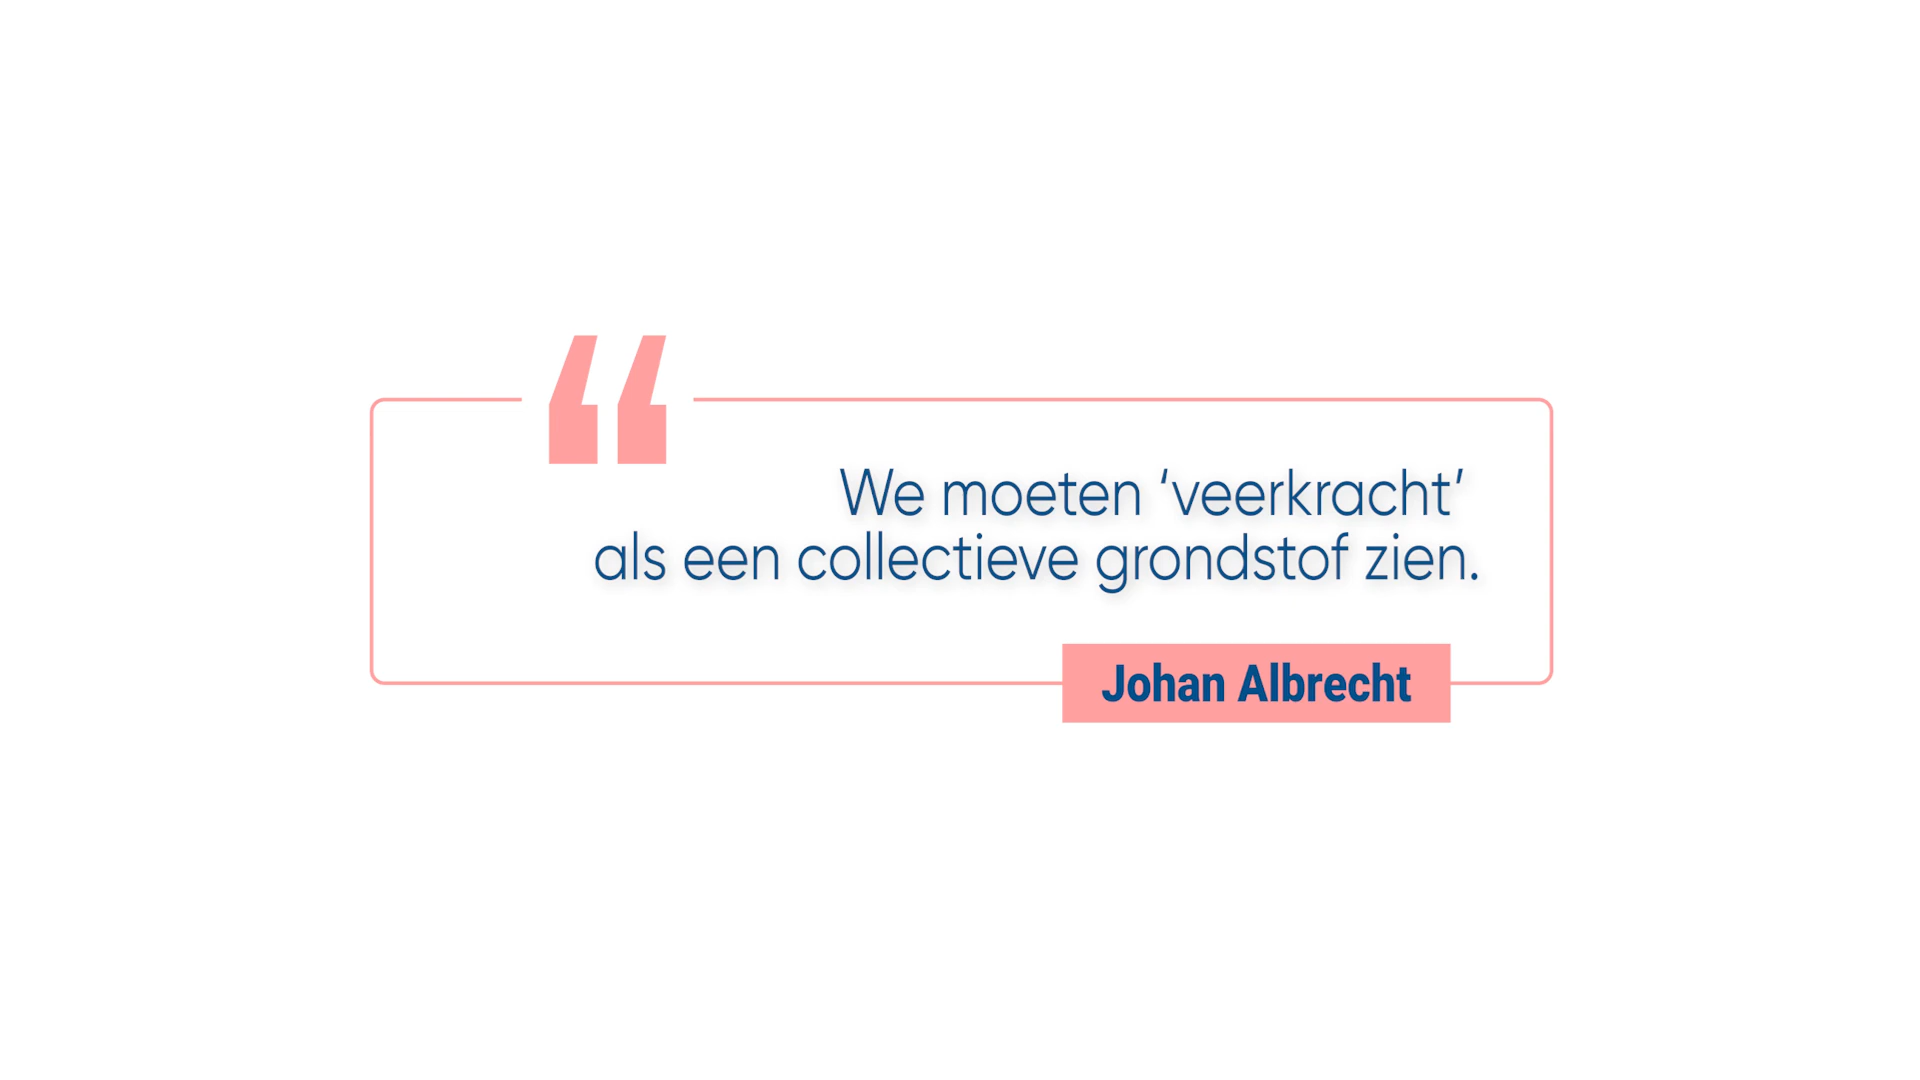 “
We moeten ‘veerkracht’
als een collectieve grondstof zien.
Johan Albrecht